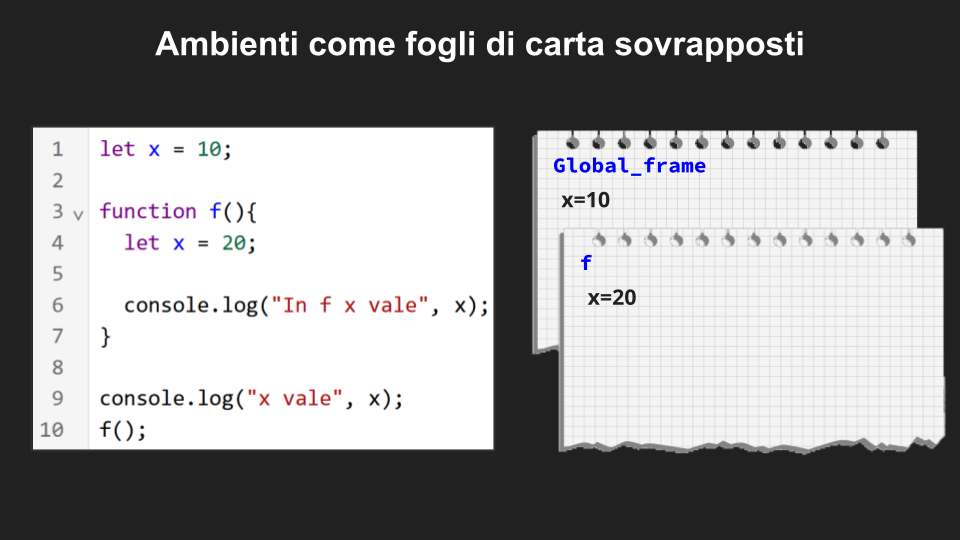 Ambienti come fogli di carta sovrapposti
1 let x = 10;
2
3 function f(){
4 let x = 20;
5
6 console.log("In f x vale", x);
7 }
8
9 console.log("x vale", x);
10 f();
Global_frame
x=10
f
x=20